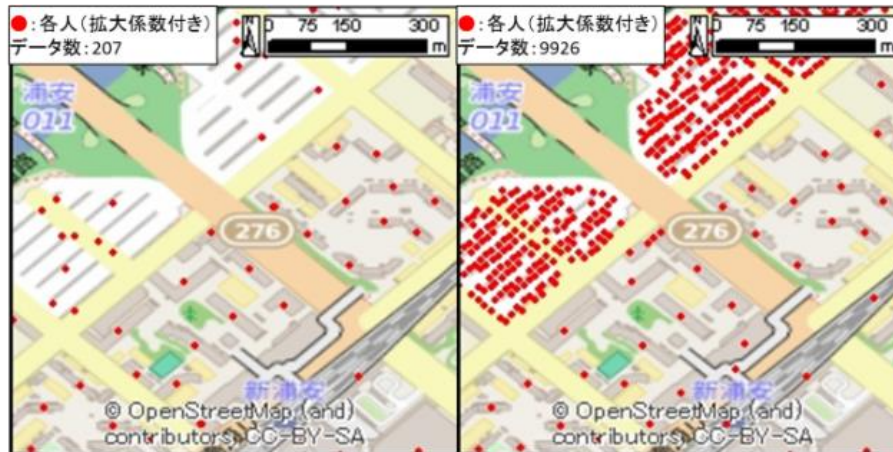 ●:各人(拡大係数付き)
データ数:207
N
0 75 150 300
m
浦安
011
276
新浦安
© OpenStreetMap (and)
contributors, CC-BY-SA
●:各人(拡大係数付き)
データ数:9926
N
0 75 150 300
m
浦安
011
276
新浦安
© OpenStreetMap (and)
contributors, CC-BY-SA